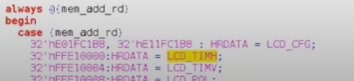 always @{mem_add_rd}
begin
case {mem_add_rd}
32'hE01FC1B8, 32'hE11FC1B8 : HRDATA = LCD_CFG;
32'hFFE10000:HRDATA = LCD_TIMH;
32'hFFE10004:HRDATA = LCD_TIMV;
32'hFFE10008:HRDATA = LCD_POL;